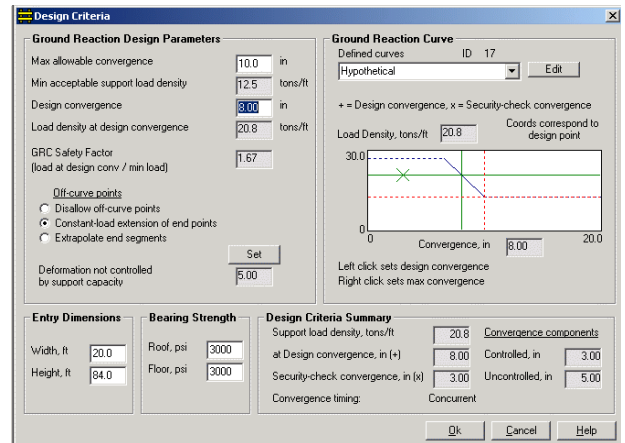 Design Criteria
Ground Reaction Design Parameters
Max allowable convergence 10.0 in
Min acceptable support load density 12.5 tons/ft
Design convergence 8.00 in
Load density at design convergence 20.8 tons/ft
GRC Safety Factor
(load at design conv / min load) 1.67
Off-curve points
Disallow off-curve points
Constant-load extension of end points
Extrapolate end segments
Set
Deformation not controlled
by support capacity 5.00
Ground Reaction Curve
Defined curves ID 17
Hypothetical Edit
+ = Design convergence, x = Security-check convergence
Load Density, tons/ft 20.8 Coords correspond to
design point
30.0
0
0 Convergence, in 8.00 20.0
Left click sets design convergence
Right click sets max convergence
Entry Dimensions
Width, ft 20.0
Height, ft 84.0
Bearing Strength
Roof, psi 3000
Floor, psi 3000
Design Criteria Summary
Support load density, tons/ft 20.8 Convergence components
at Design convergence, in (+) 8.00 Controlled, in 3.00
Security-check convergence, in (x) 3.00 Uncontrolled, in 5.00
Convergence timing: Concurrent
Ok Cancel Help